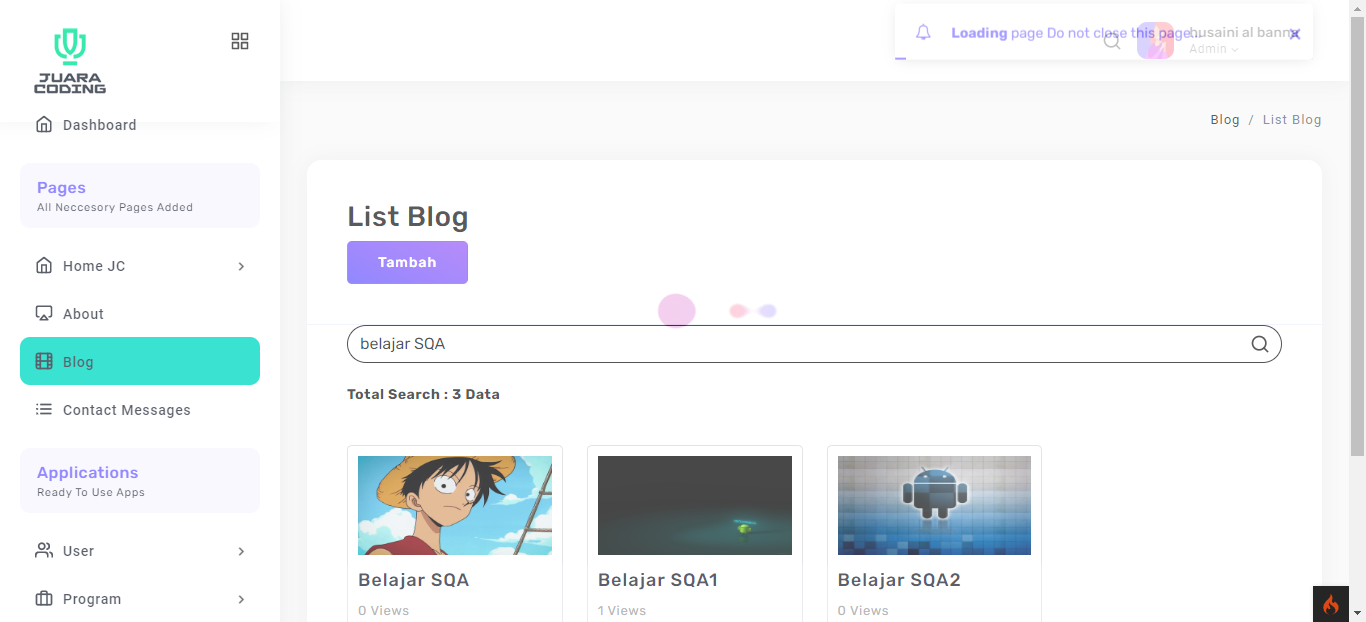 JUARA
CODING
Loading page Do not close this page...
husaini al banna
Admin
Dashboard
Blog / List Blog
Pages
All Neccesory Pages Added
List Blog
Tambah
Home JC
About
belajar SQA
Blog
Total Search : 3 Data
Contact Messages
Applications
Ready To Use Apps
User
Program
Belajar SQA
0 Views
Belajar SQA1
1 Views
Belajar SQA2
0 Views